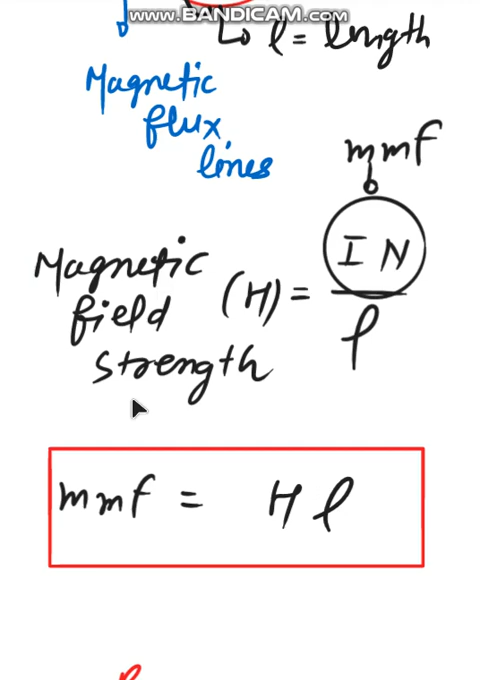 www.BANDICAM.com
↳ l = length
Magnetic
flux
lines
mmf
Magnetic
field
strength
(H) = IN
l
mmf = Hl